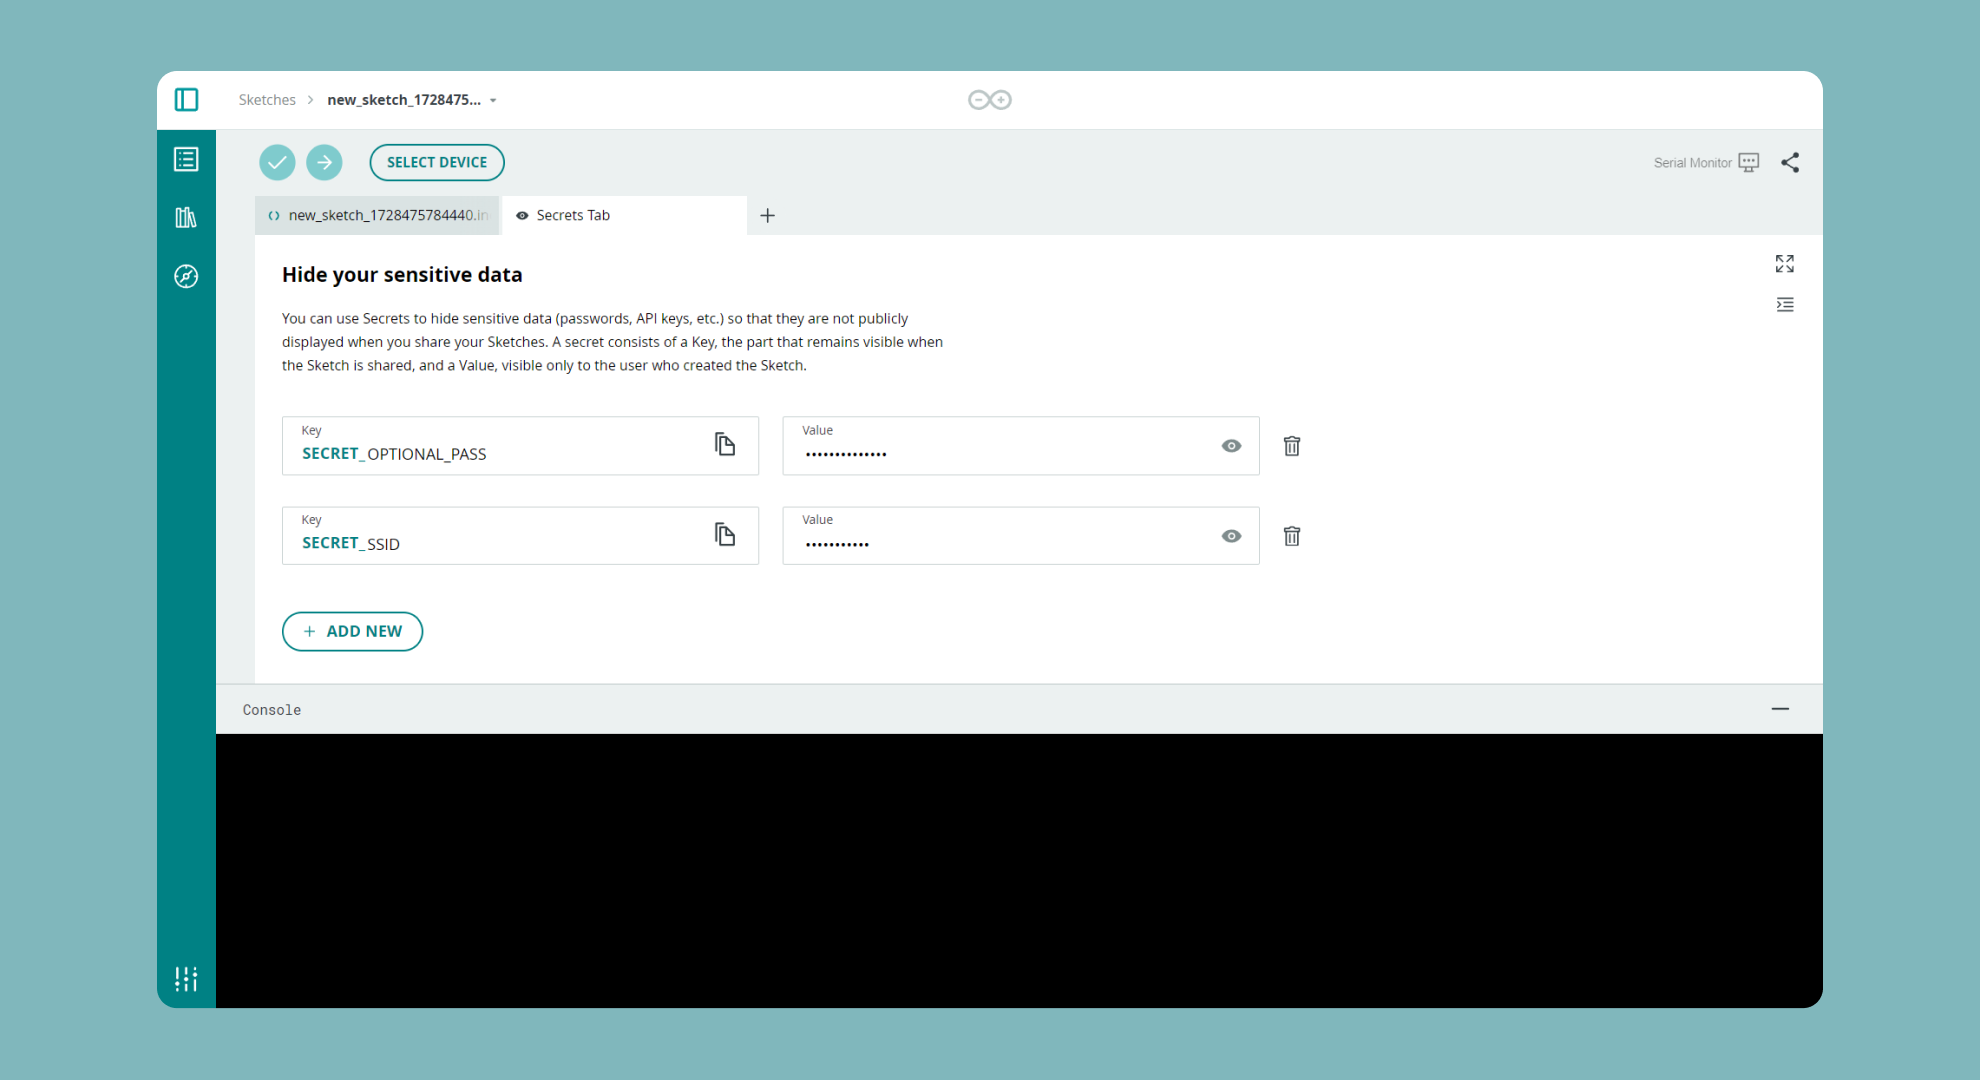 Sketches > new_sketch_1728475...
SELECT DEVICE
Serial Monitor
new_sketch_1728475784440.in
Secrets Tab
Hide your sensitive data
You can use Secrets to hide sensitive data (passwords, API keys, etc.) so that they are not publicly
displayed when you share your Sketches. A secret consists of a Key, the part that remains visible when
the Sketch is shared, and a Value, visible only to the user who created the Sketch.
Key
SECRET_OPTIONAL_PASS
Value
••••••••••••••
Key
SECRET_SSID
Value
•••••••••••
+ ADD NEW
Console